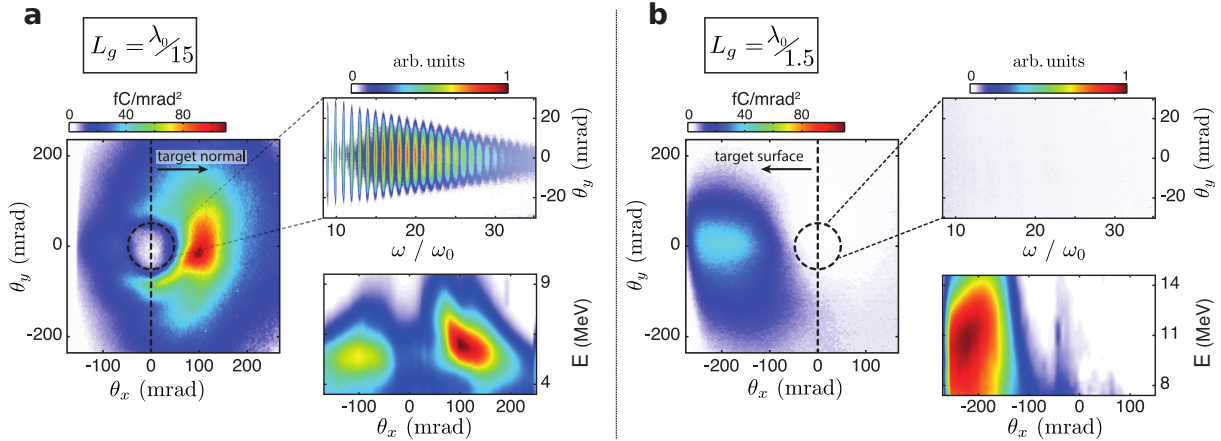 a
L_g = λ_0/15
fC/mrad²
0 40 80
target normal
200
0
-200
θ_y (mrad)
-100 0 100 200
θ_x (mrad)
arb. units
0 1
20
0
-20
θ_y (mrad)
10 20 30
ω / ω_0
9
4
E (MeV)
-100 0 100 200
θ_x (mrad)
b
L_g = λ_0/1.5
fC/mrad²
0 40 80
target surface
200
0
-200
θ_y (mrad)
-200 -100 0 100
θ_x (mrad)
arb. units
0 1
20
0
-20
θ_y (mrad)
10 20 30
ω / ω_0
14
11
8
E (MeV)
-200 -100 0 100
θ_x (mrad)